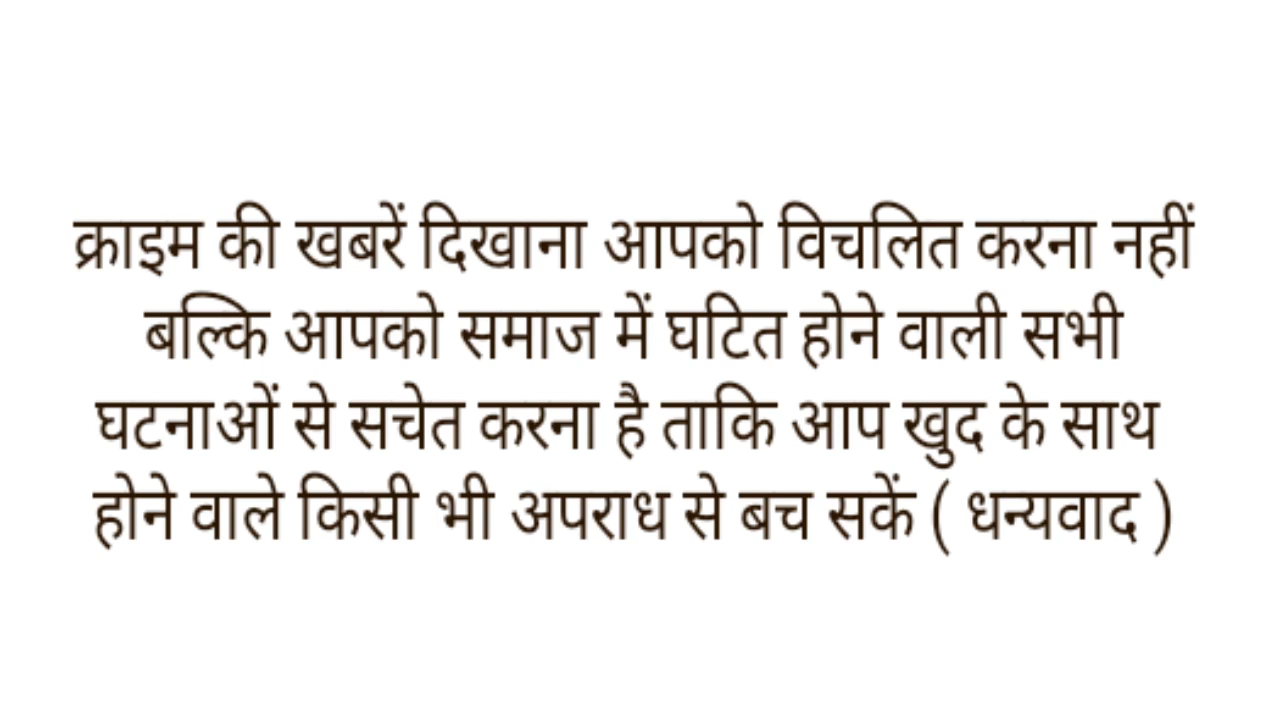 क्राइम की खबरें दिखाना आपको विचलित करना नहीं
बल्कि आपको समाज में घटित होने वाली सभी
घटनाओं से सचेत करना है ताकि आप खुद के साथ
होने वाले किसी भी अपराध से बच सकें ( धन्यवाद )